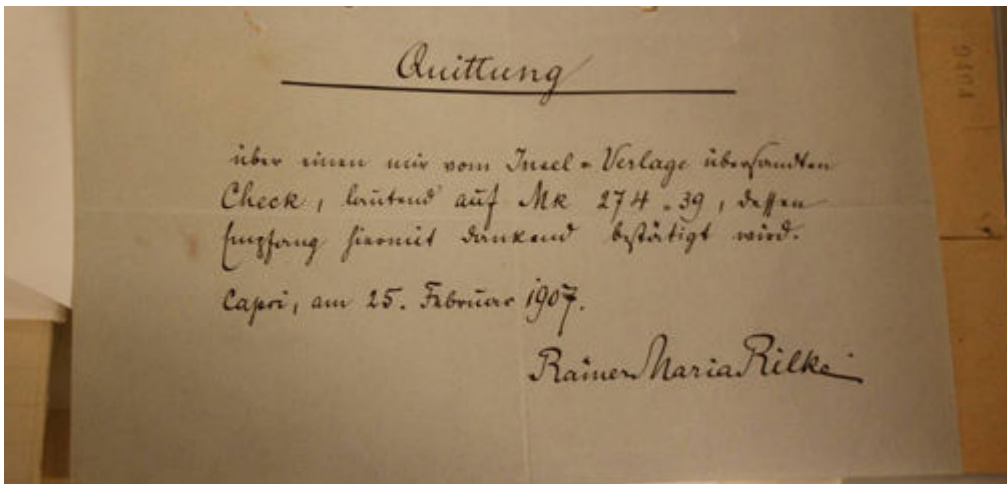 Quittung
über einen mir vom Insel-Verlage übersandten
Check, lautend auf Mk 274.39, dessen
Empfang hiermit dankend bestätigt wird.
Capri, am 25. Februar 1907.
Rainer Maria Rilke